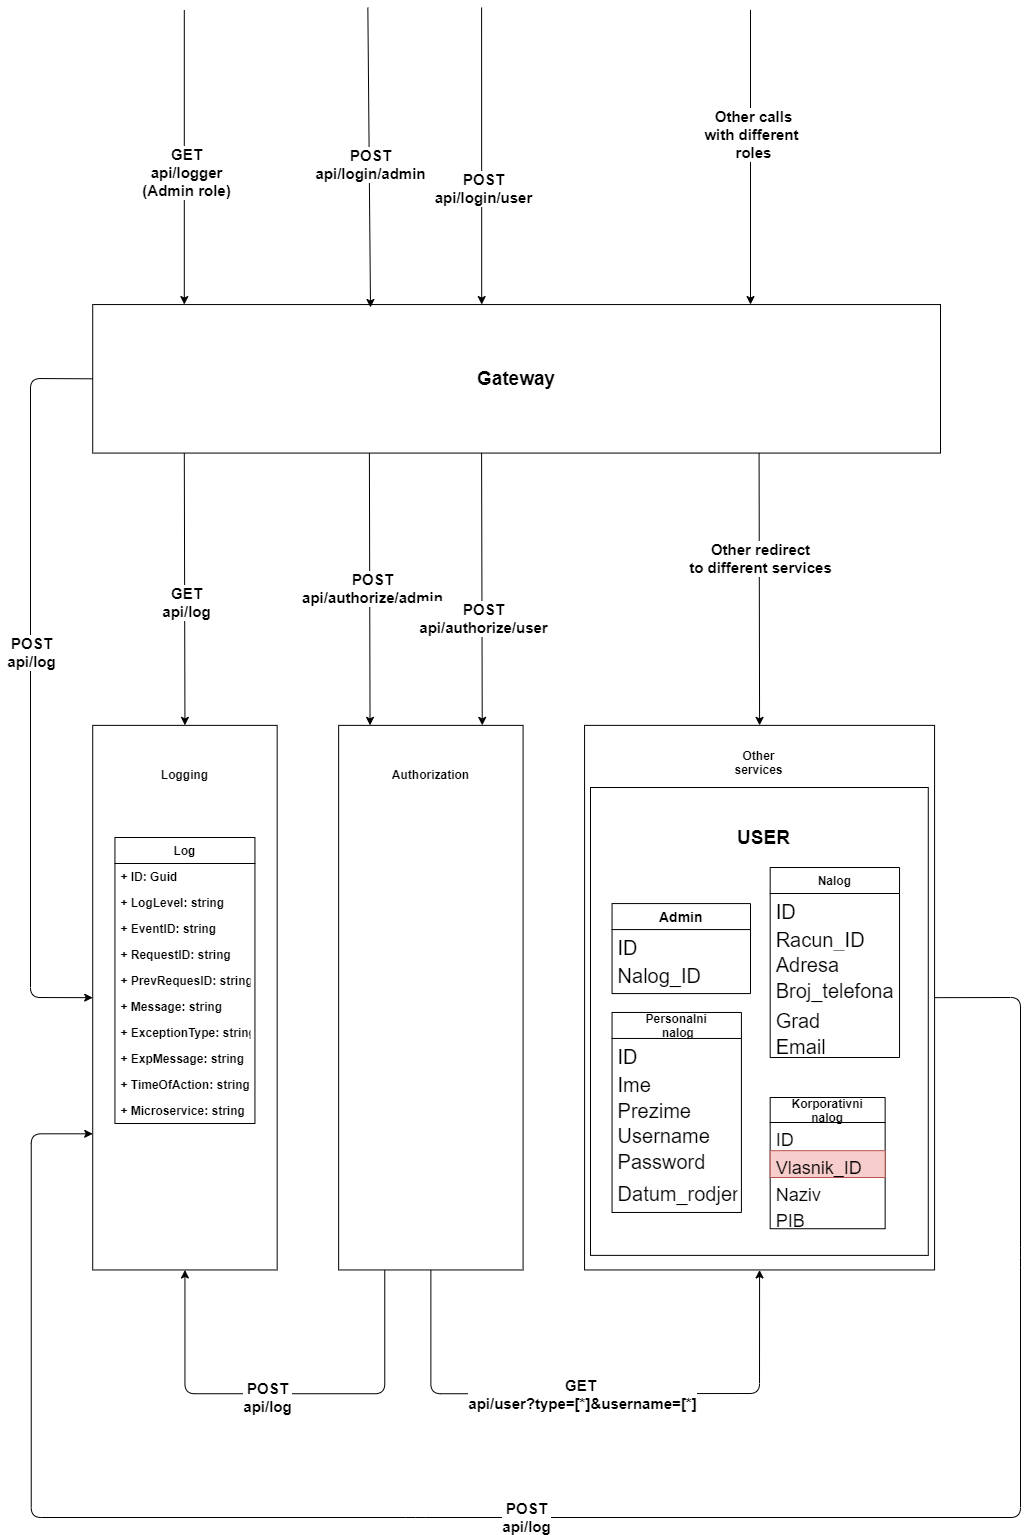 GET
api/logger
(Admin role)
POST
api/login/admin
POST
api/login/user
Other calls
with different
roles
Gateway
POST
api/log
GET
api/log
POST
api/authorize/admin
POST
api/authorize/user
Other redirect
to different services
Logging
Log
+ ID: Guid
+ LogLevel: string
+ EventID: string
+ RequestID: string
+ PrevRequesID: string
+ Message: string
+ ExceptionType: string
+ ExpMessage: string
+ TimeOfAction: string
+ Microservice: string
Authorization
Other
services
USER
Admin
ID
Nalog_ID
Nalog
ID
Racun_ID
Adresa
Broj_telefona
Grad
Email
Personalni
nalog
ID
Ime
Prezime
Username
Password
Datum_rodjer
Korporativni
nalog
ID
Vlasnik_ID
Naziv
PIB
POST
api/log
GET
api/user?type=[*]&username=[*]
POST
api/log